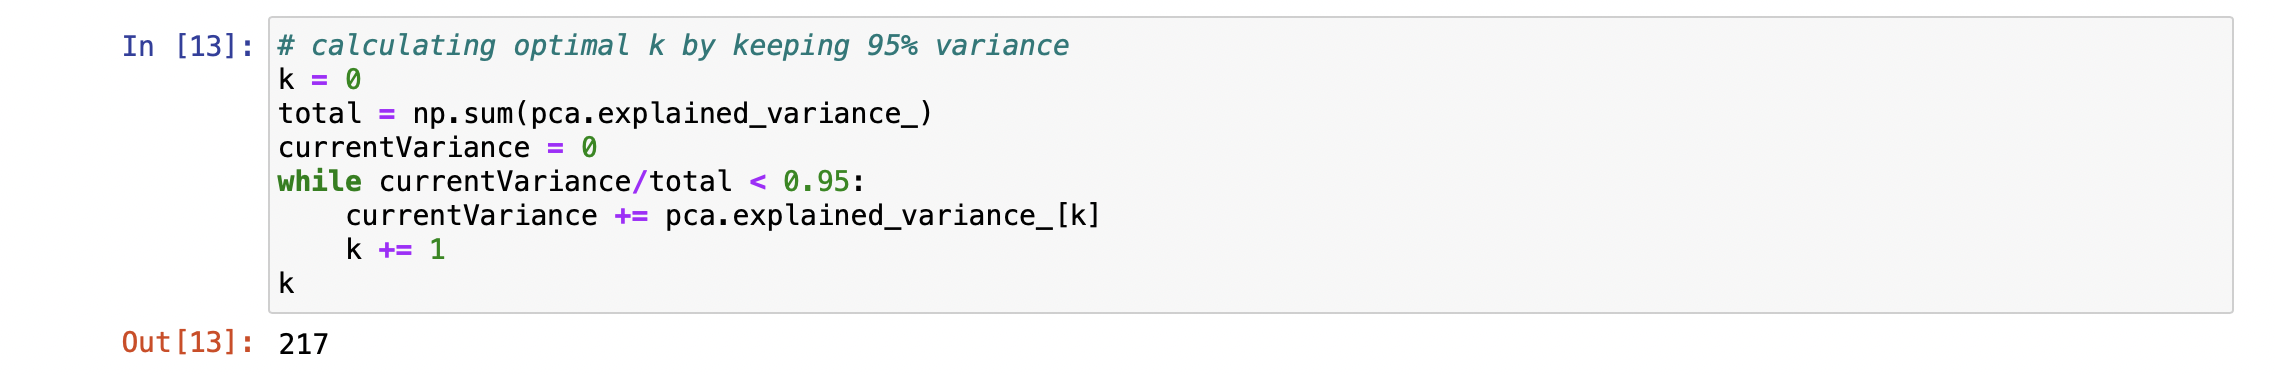 In [13]: # calculating optimal k by keeping 95% variance
k = 0
total = np.sum(pca.explained_variance_)
currentVariance = 0
while currentVariance/total < 0.95:
    currentVariance += pca.explained_variance_[k]
    k += 1
k
Out[13]: 217